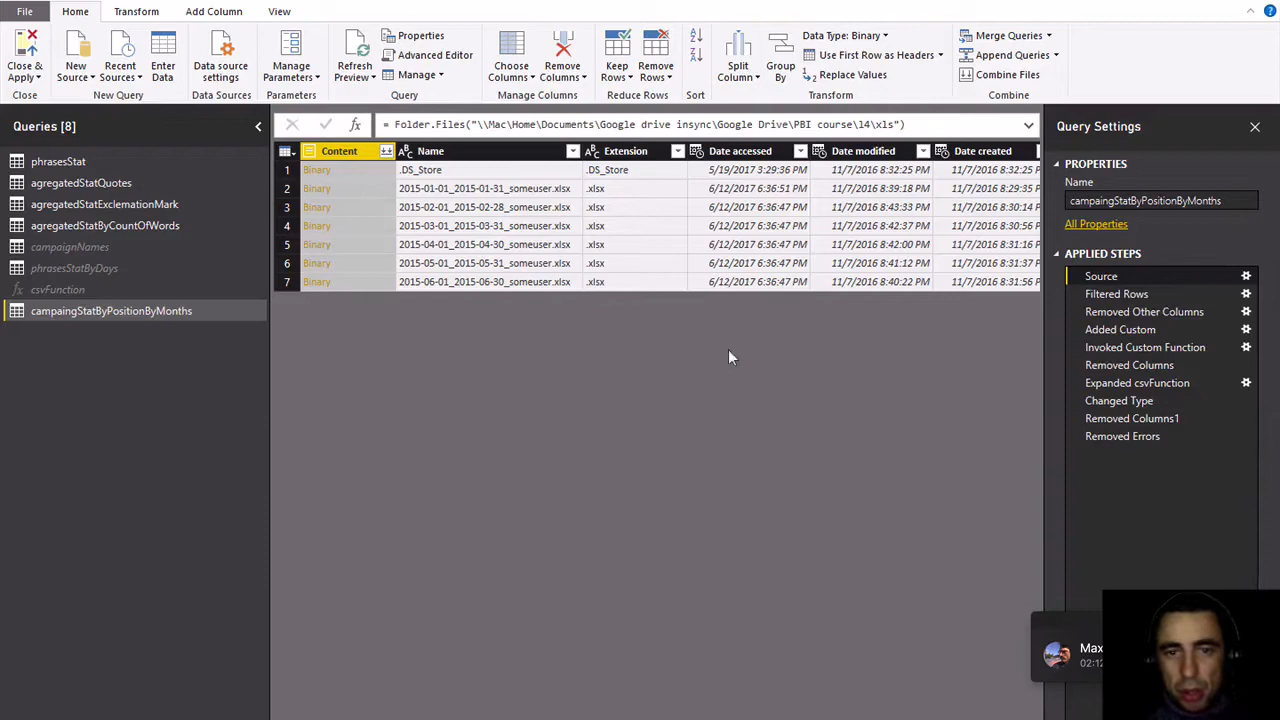 File Home Transform Add Column View
Close & Apply New Source Recent Sources Enter Data Data source settings Manage Parameters Refresh Preview Properties Advanced Editor Manage Choose Columns Remove Columns Keep Rows Remove Rows Split Column Group By Data Type: Binary Use First Row as Headers Replace Values Merge Queries Append Queries Combine Files
Close New Query Data Sources Parameters Query Manage Columns Reduce Rows Sort Transform Combine
Queries [8]
phrasesStat
agregatedStatQuotes
agregatedStatExclemationMark
agregatedStatByCountOfWords
campaignNames
phrasesStatByDays
csvFunction
campaingStatByPositionByMonths
= Folder.Files("\\Mac\Home\Documents\Google drive insync\Google Drive\PBI course\l4\xls")
Content Name Extension Date accessed Date modified Date created
1 Binary .DS_Store .DS_Store 5/19/2017 3:29:36 PM 11/7/2016 8:32:25 PM 11/7/2016 8:32:25 P
2 Binary 2015-01-01_2015-01-31_someuser.xlsx .xlsx 6/12/2017 6:36:51 PM 11/7/2016 8:39:18 PM 11/7/2016 8:29:35 P
3 Binary 2015-02-01_2015-02-28_someuser.xlsx .xlsx 6/12/2017 6:36:47 PM 11/7/2016 8:43:33 PM 11/7/2016 8:30:14 P
4 Binary 2015-03-01_2015-03-31_someuser.xlsx .xlsx 6/12/2017 6:36:47 PM 11/7/2016 8:42:37 PM 11/7/2016 8:30:56 P
5 Binary 2015-04-01_2015-04-30_someuser.xlsx .xlsx 6/12/2017 6:36:47 PM 11/7/2016 8:42:00 PM 11/7/2016 8:31:16 P
6 Binary 2015-05-01_2015-05-31_someuser.xlsx .xlsx 6/12/2017 6:36:47 PM 11/7/2016 8:41:12 PM 11/7/2016 8:31:37 P
7 Binary 2015-06-01_2015-06-30_someuser.xlsx .xlsx 6/12/2017 6:36:47 PM 11/7/2016 8:40:22 PM 11/7/2016 8:31:56 P
Query Settings
PROPERTIES
Name
campaingStatByPositionByMonths
All Properties
APPLIED STEPS
Source
Filtered Rows
Removed Other Columns
Added Custom
Invoked Custom Function
Removed Columns
Expanded csvFunction
Changed Type
Removed Columns1
Removed Errors
Max
02:12